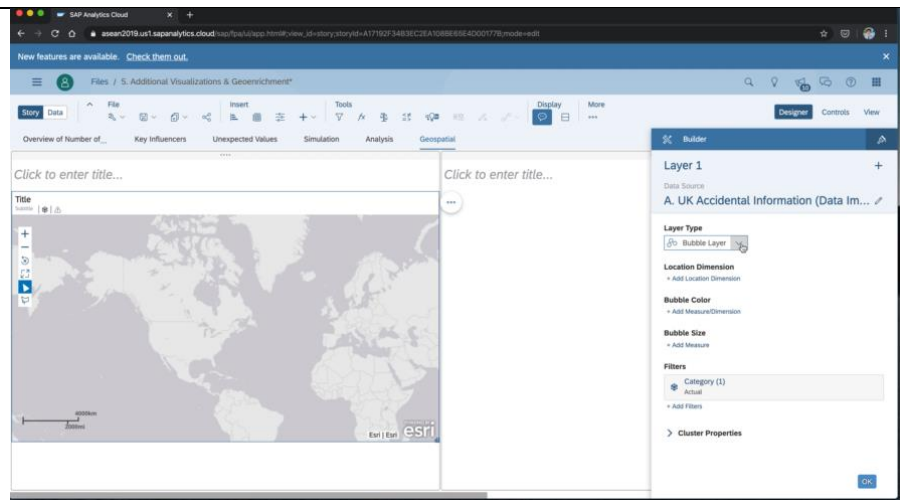 SAP Analytics Cloud
asean2019.us1.sapanalytics.cloud/sap/fpa/ui/app.html#;view_id=story;storyId=A17192F34B3EC2EA10BBE65E4D001778;mode=edit
New features are available. Check them out.
Files / 5. Additional Visualizations & Geoenrichment*
Story Data
File
Insert
Tools
Display
More
Designer Controls View
Overview of Number of_ Key Influencers Unexpected Values Simulation Analysis Geospatial
Click to enter title...
Title
Subtitle
4000km
2000mi
Esri | Esri esri
Click to enter title...
Builder
Layer 1
Data Source
A. UK Accidental Information (Data Im...
Layer Type
Bubble Layer
Location Dimension
+ Add Location Dimension
Bubble Color
+ Add Measure/Dimension
Bubble Size
+ Add Measure
Filters
Category (1)
Actual
+ Add Filters
Cluster Properties
OK